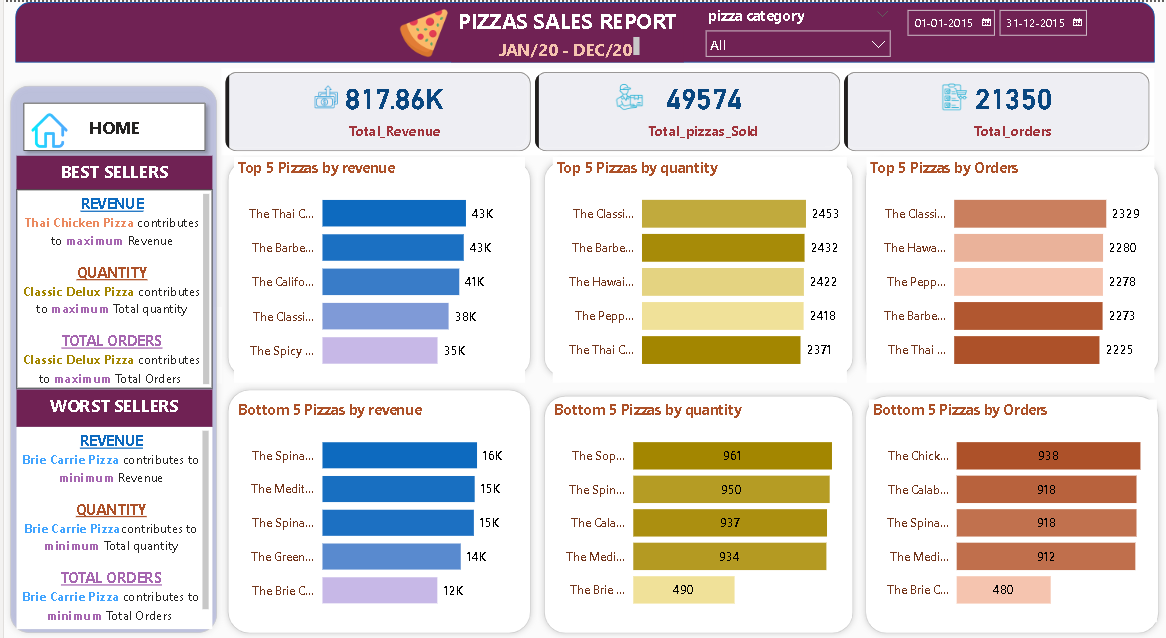 PIZZAS SALES REPORT
JAN/20 - DEC/20
pizza category
All
01-01-2015
31-12-2015
HOME
BEST SELLERS
REVENUE
Thai Chicken Pizza contributes
to maximum Revenue
QUANTITY
Classic Delux Pizza contributes
to maximum Total quantity
TOTAL ORDERS
Classic Delux Pizza contributes
to maximum Total Orders
WORST SELLERS
REVENUE
Brie Carrie Pizza contributes to
minimum Revenue
QUANTITY
Brie Carrie Pizza contributes to
minimum Total quantity
TOTAL ORDERS
Brie Carrie Pizza contributes to
minimum Total Orders
817.86K
Total_Revenue
49574
Total_pizzas_Sold
21350
Total_orders
Top 5 Pizzas by revenue
The Thai C... 43K
The Barbe... 43K
The Califo... 41K
The Classi... 38K
The Spicy ... 35K
Top 5 Pizzas by quantity
The Classi... 2453
The Barbe... 2432
The Hawai... 2422
The Pepp... 2418
The Thai C... 2371
Top 5 Pizzas by Orders
The Classi... 2329
The Hawa... 2280
The Pepp... 2278
The Barbe... 2273
The Thai ... 2225
Bottom 5 Pizzas by revenue
The Spina... 16K
The Medit... 15K
The Spina... 15K
The Green... 14K
The Brie C... 12K
Bottom 5 Pizzas by quantity
The Sop... 961
The Spin... 950
The Cala... 937
The Medi... 934
The Brie ... 490
Bottom 5 Pizzas by Orders
The Chick... 938
The Calab... 918
The Spina... 918
The Medi... 912
The Brie C... 480